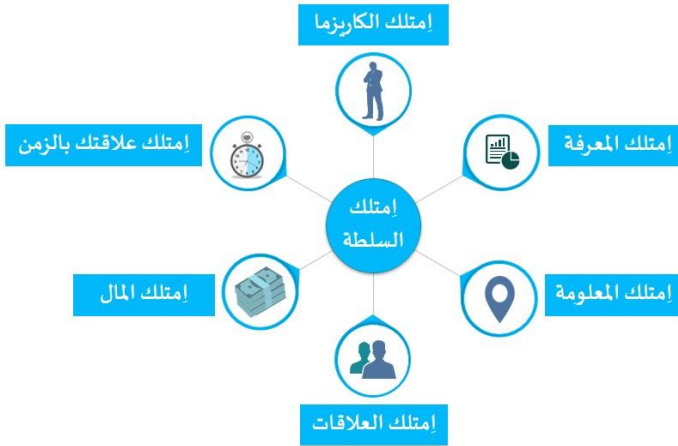 إمتلك الكاريزما
إمتلك المعرفة
إمتلك علاقتك بالزمن
إمتلك
السلطة
إمتلك المعلومة
إمتلك المال
إمتلك العلاقات